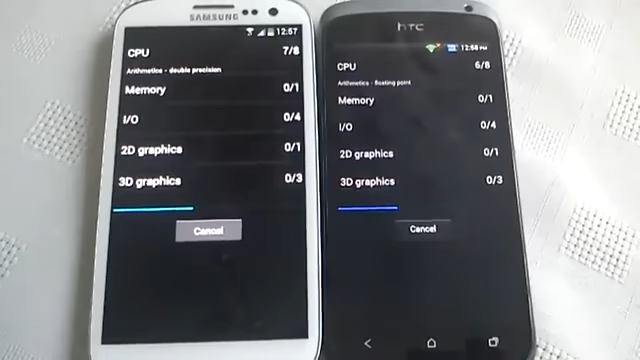 SAMSUNG
12:57
CPU 7/8
Arithmetics - double precision
Memory 0/1
I/O 0/4
2D graphics 0/1
3D graphics 0/3
Cancel
hTC
12:58 PM
CPU 6/8
Arithmetics - floating point
Memory 0/1
I/O 0/4
2D graphics 0/1
3D graphics 0/3
Cancel